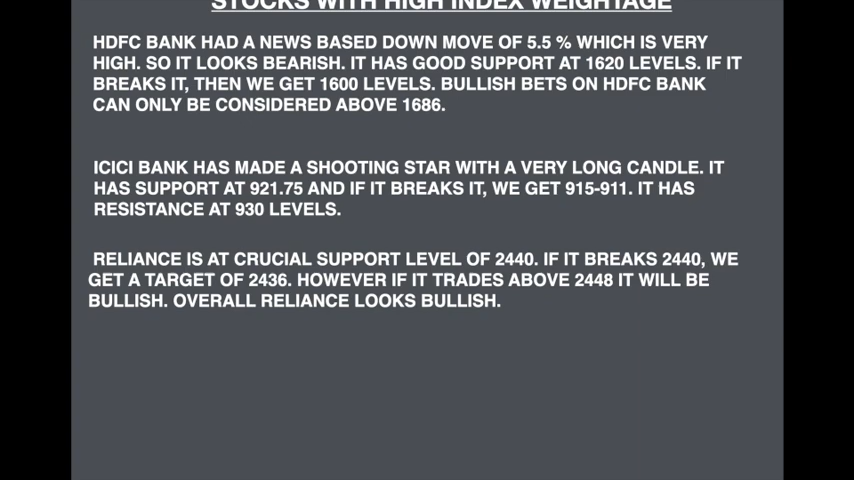 STOCKS WITH HIGH INDEX WEIGHTAGE
HDFC BANK HAD A NEWS BASED DOWN MOVE OF 5.5 % WHICH IS VERY
HIGH. SO IT LOOKS BEARISH. IT HAS GOOD SUPPORT AT 1620 LEVELS. IF IT
BREAKS IT, THEN WE GET 1600 LEVELS. BULLISH BETS ON HDFC BANK
CAN ONLY BE CONSIDERED ABOVE 1686.
ICICI BANK HAS MADE A SHOOTING STAR WITH A VERY LONG CANDLE. IT
HAS SUPPORT AT 921.75 AND IF IT BREAKS IT, WE GET 915-911. IT HAS
RESISTANCE AT 930 LEVELS.
RELIANCE IS AT CRUCIAL SUPPORT LEVEL OF 2440. IF IT BREAKS 2440, WE
GET A TARGET OF 2436. HOWEVER IF IT TRADES ABOVE 2448 IT WILL BE
BULLISH. OVERALL RELIANCE LOOKS BULLISH.